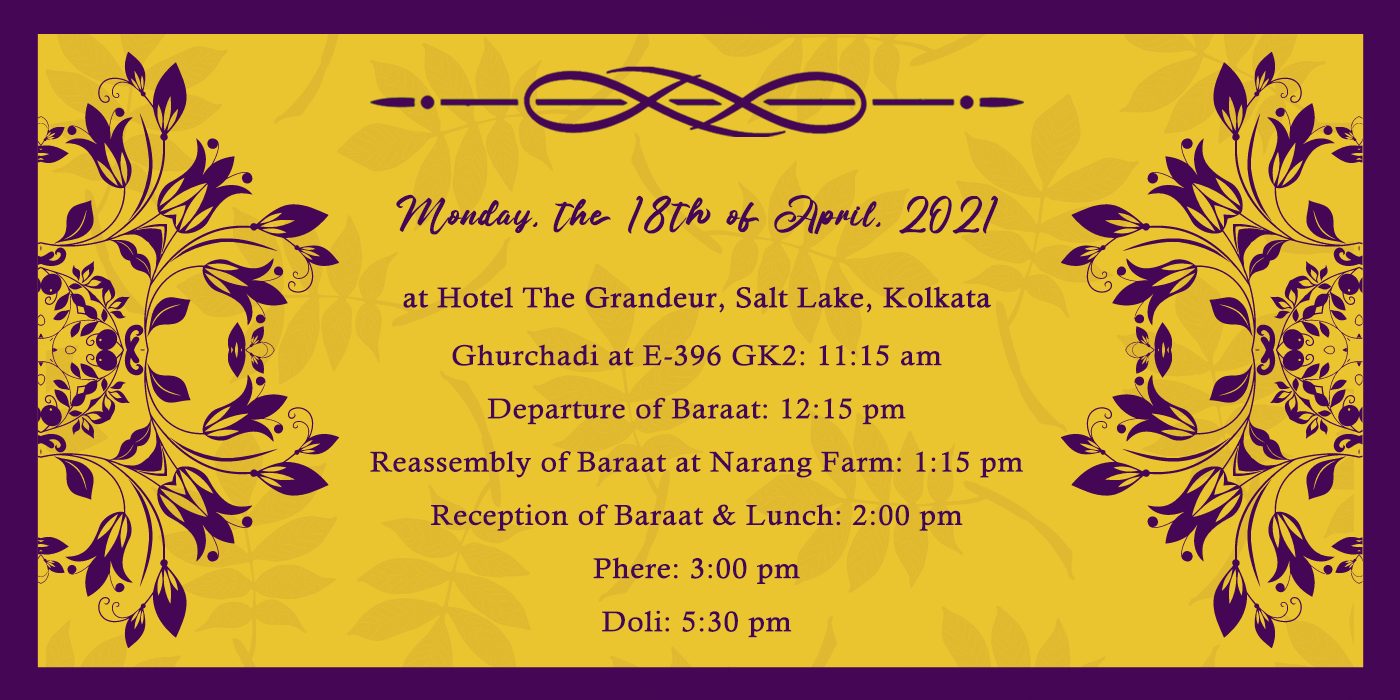 Monday, the 18th of April, 2021
at Hotel The Grandeur, Salt Lake, Kolkata
Ghurchadi at E-396 GK2: 11:15 am
Departure of Baraat: 12:15 pm
Reassembly of Baraat at Narang Farm: 1:15 pm
Reception of Baraat & Lunch: 2:00 pm
Phere: 3:00 pm
Doli: 5:30 pm